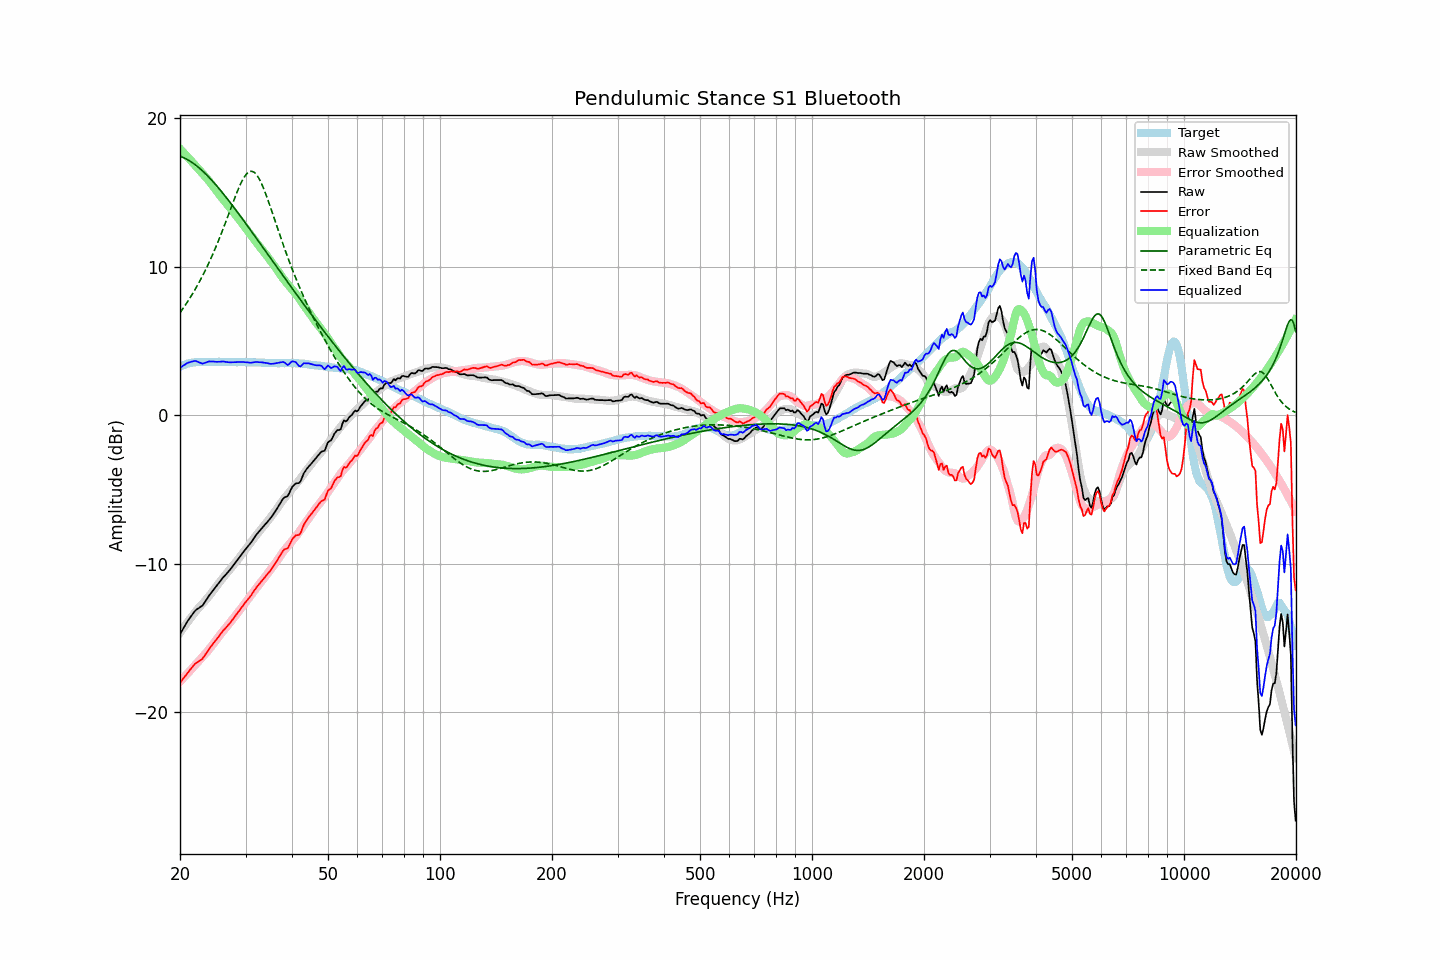 Pendulumic Stance S1 Bluetooth
20
10
0
−10
−20
Amplitude (dBr)
Target
Raw Smoothed
Error Smoothed
Raw
Error
Equalization
Parametric Eq
Fixed Band Eq
Equalized
20 50 100 200 500 1000 2000 5000 10000 20000
Frequency (Hz)